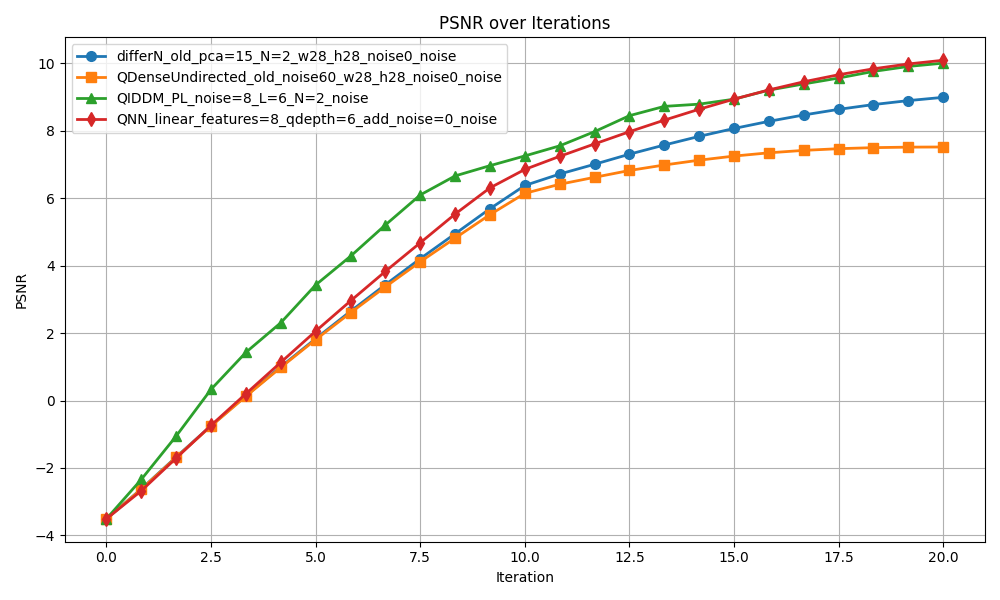 PSNR over Iterations
differN_old_pca=15_N=2_w28_h28_noise0_noise
QDenseUndirected_old_noise60_w28_h28_noise0_noise
QIDDM_PL_noise=8_L=6_N=2_noise
QNN_linear_features=8_qdepth=6_add_noise=0_noise
PSNR
10
8
6
4
2
0
−2
−4
0.0 2.5 5.0 7.5 10.0 12.5 15.0 17.5 20.0
Iteration